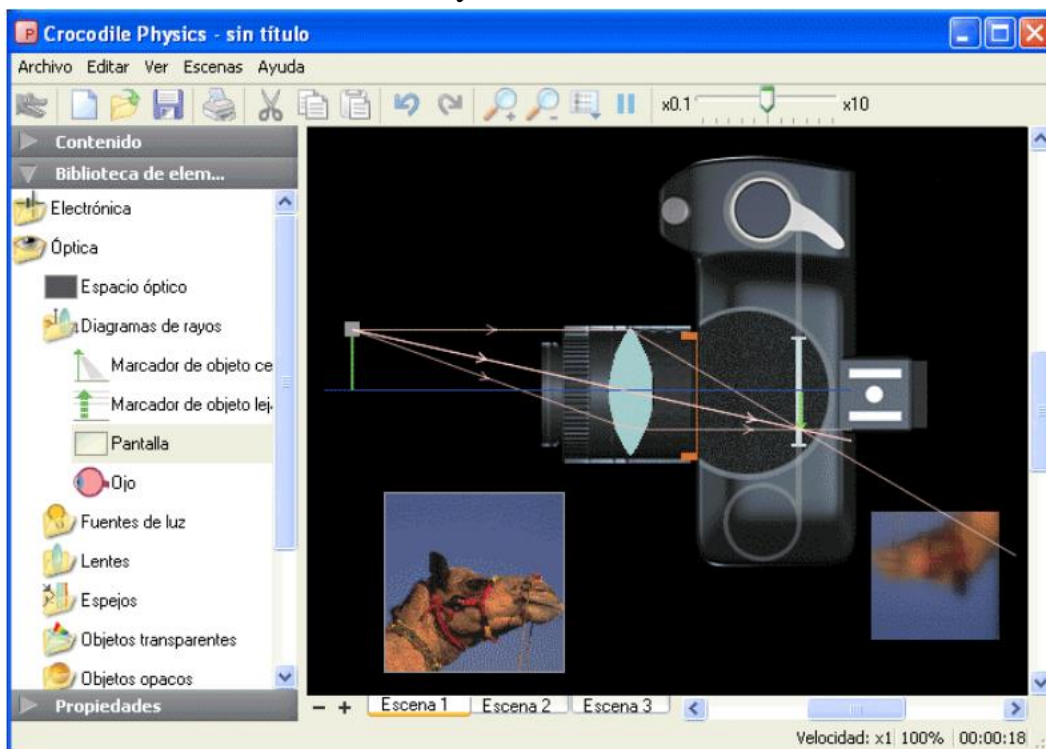 Crocodile Physics - sin título
Archivo Editar Ver Escenas Ayuda
x0.1 x10
Contenido
Biblioteca de elem...
Electrónica
Óptica
Espacio óptico
Diagramas de rayos
Marcador de objeto ce
Marcador de objeto lej.
Pantalla
Ojo
Fuentes de luz
Lentes
Espejos
Objetos transparentes
Objetos opacos
Propiedades
- + Escena 1 Escena 2 Escena 3
Velocidad: x1 100% 00:00:18